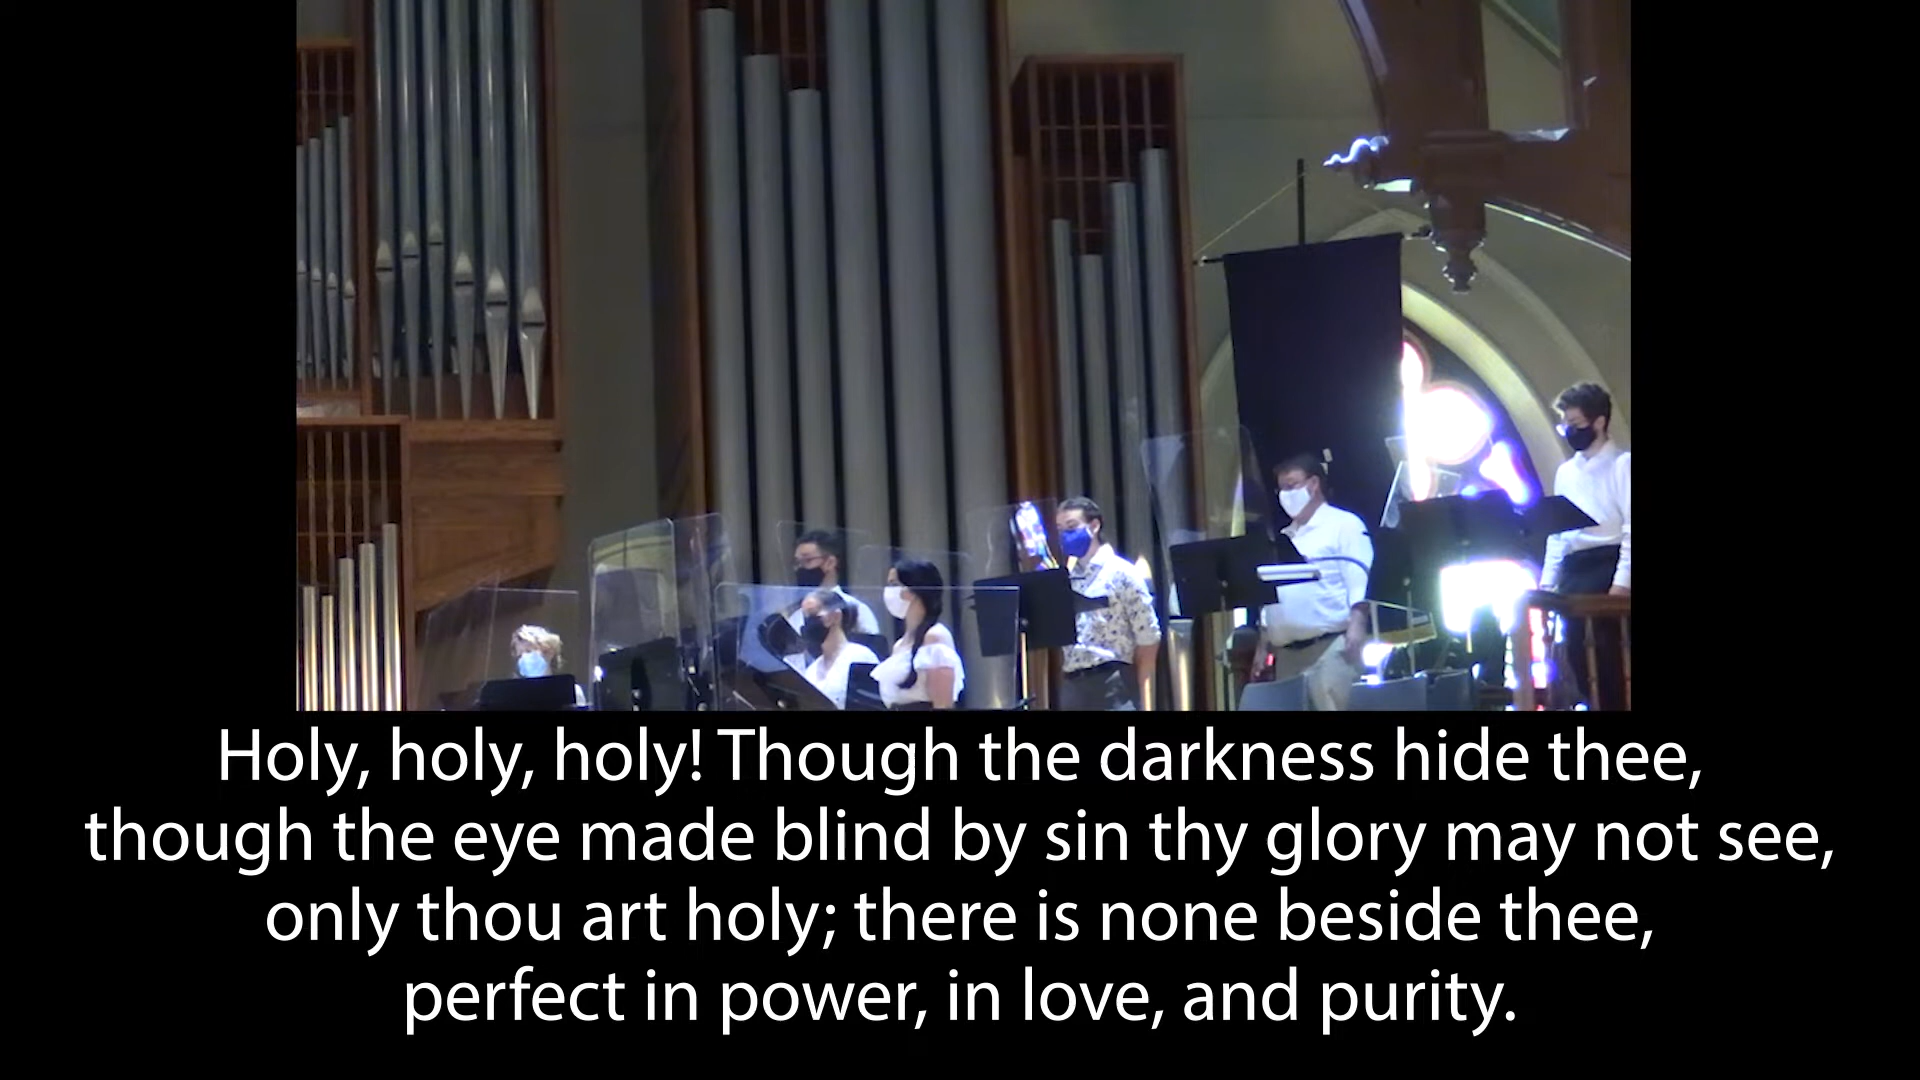 Holy, holy, holy! Though the darkness hide thee,
though the eye made blind by sin thy glory may not see,
only thou art holy; there is none beside thee,
perfect in power, in love, and purity.